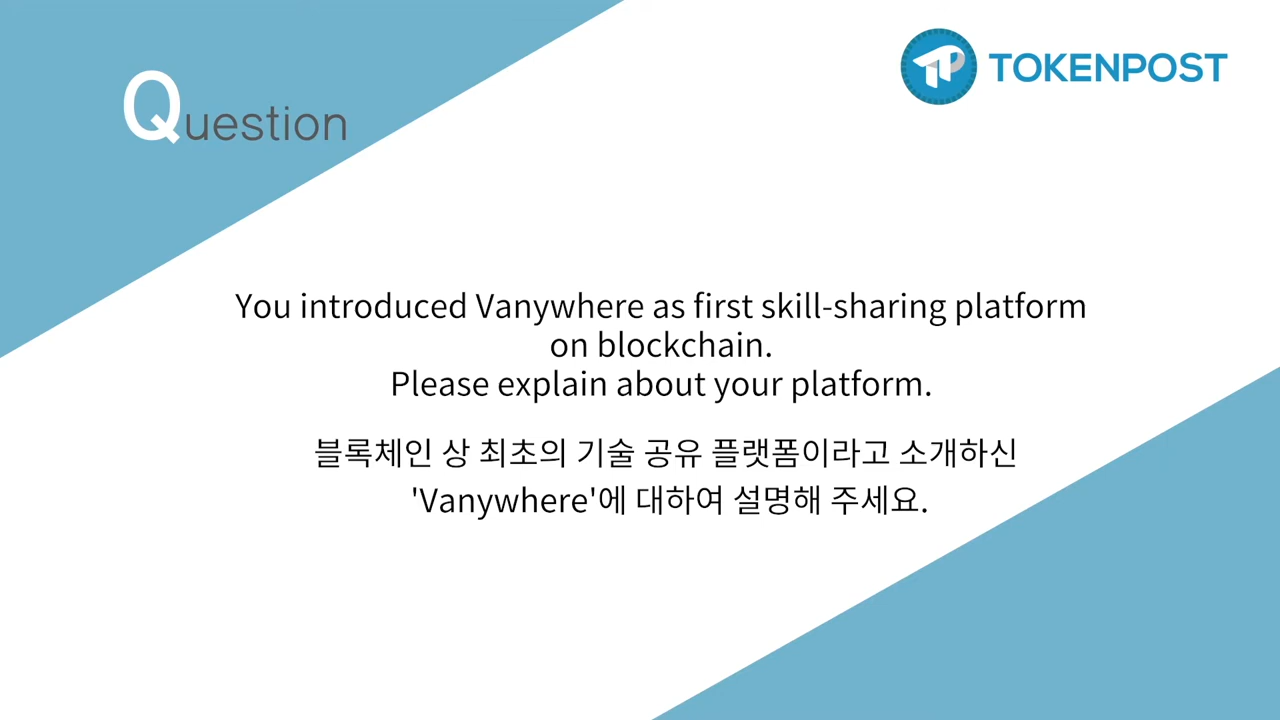 Question
TOKENPOST
You introduced Vanywhere as first skill-sharing platform
on blockchain.
Please explain about your platform.
블록체인 상 최초의 기술 공유 플랫폼이라고 소개하신
'Vanywhere'에 대하여 설명해 주세요.